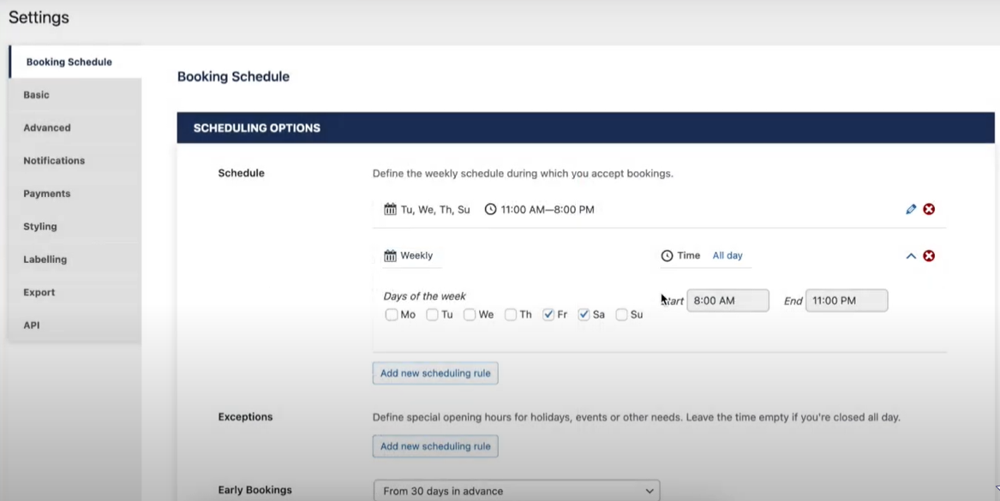 Settings
Booking Schedule
Basic
Advanced
Notifications
Payments
Styling
Labelling
Export
API
Booking Schedule
SCHEDULING OPTIONS
Schedule
Define the weekly schedule during which you accept bookings.
Tu, We, Th, Su 11:00 AM—8:00 PM
Weekly
Time All day
Days of the week
Mo Tu We Th Fr Sa Su
Start 8:00 AM End 11:00 PM
Add new scheduling rule
Exceptions
Define special opening hours for holidays, events or other needs. Leave the time empty if you're closed all day.
Add new scheduling rule
Early Bookings
From 30 days in advance